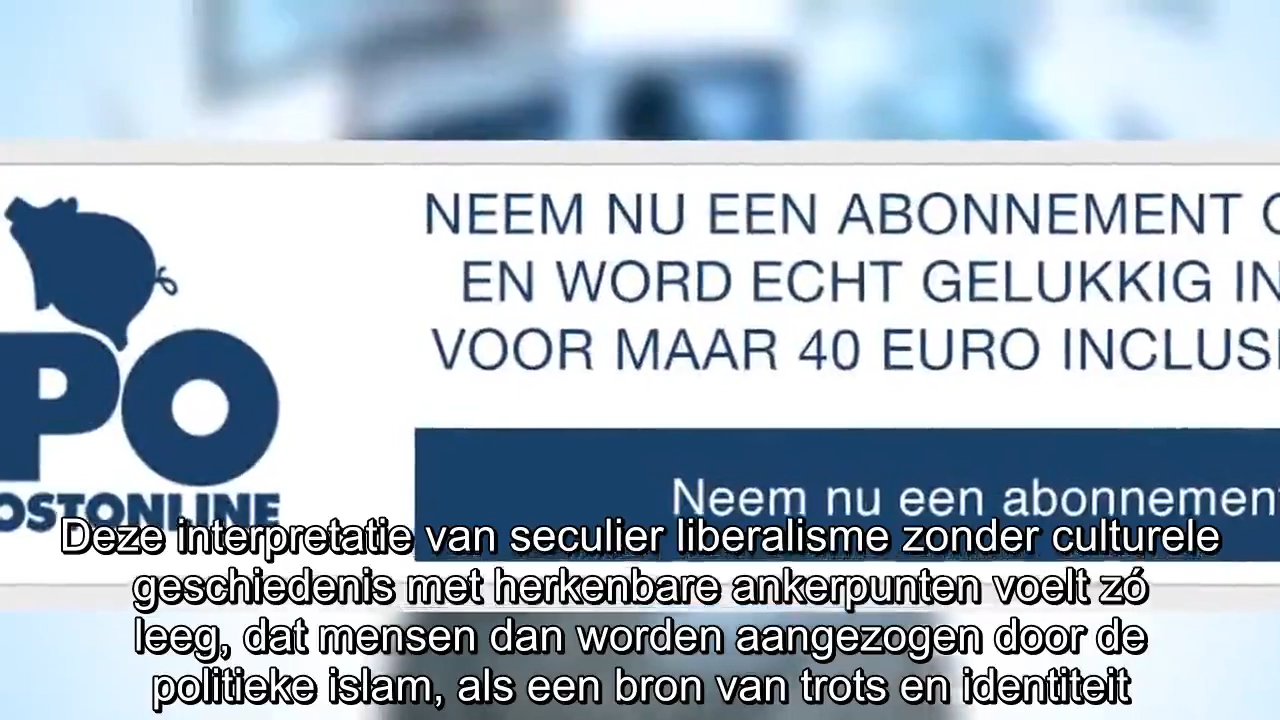 NEEM NU EEN ABONNEMENT
EN WORD ECHT GELUKKIG IN
VOOR MAAR 40 EURO INCLUSI
PO
OSTONLINE
Neem nu een abonnement
Deze interpretatie van seculier liberalisme zonder culturele
geschiedenis met herkenbare ankerpunten voelt zó
leeg, dat mensen dan worden aangezogen door de
politieke islam, als een bron van trots en identiteit